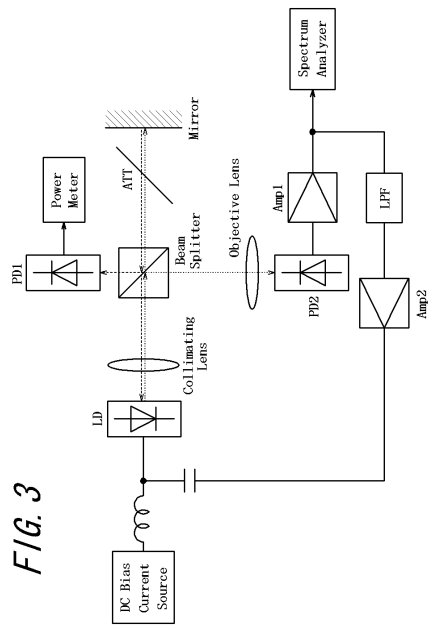 FIG. 3
DC Bias
Current
Source
LD
Collimating
Lens
PD1
Power
Meter
Beam
Splitter
ATT
Mirror
Objective Lens
PD2
Amp1
Spectrum
Analyzer
LPF
Amp2